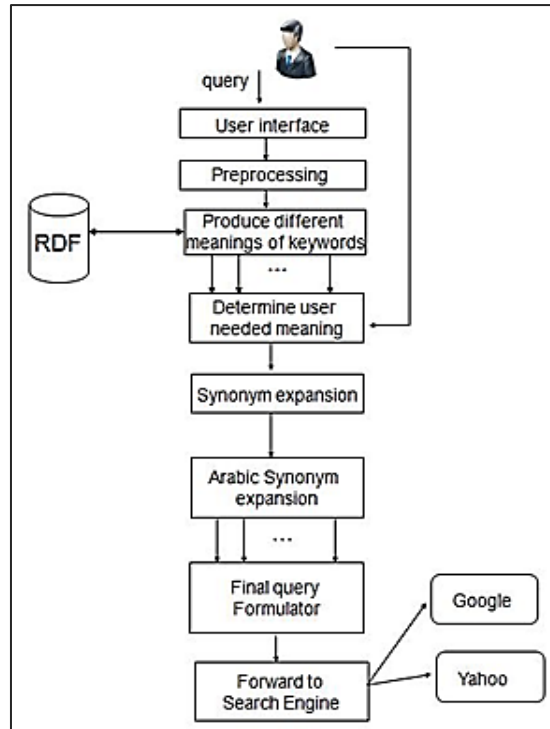 query
User interface
Preprocessing
RDF
Produce different
meanings of keywords
...
Determine user
needed meaning
Synonym expansion
Arabic Synonym
expansion
...
Final query
Formulator
Google
Forward to
Search Engine
Yahoo